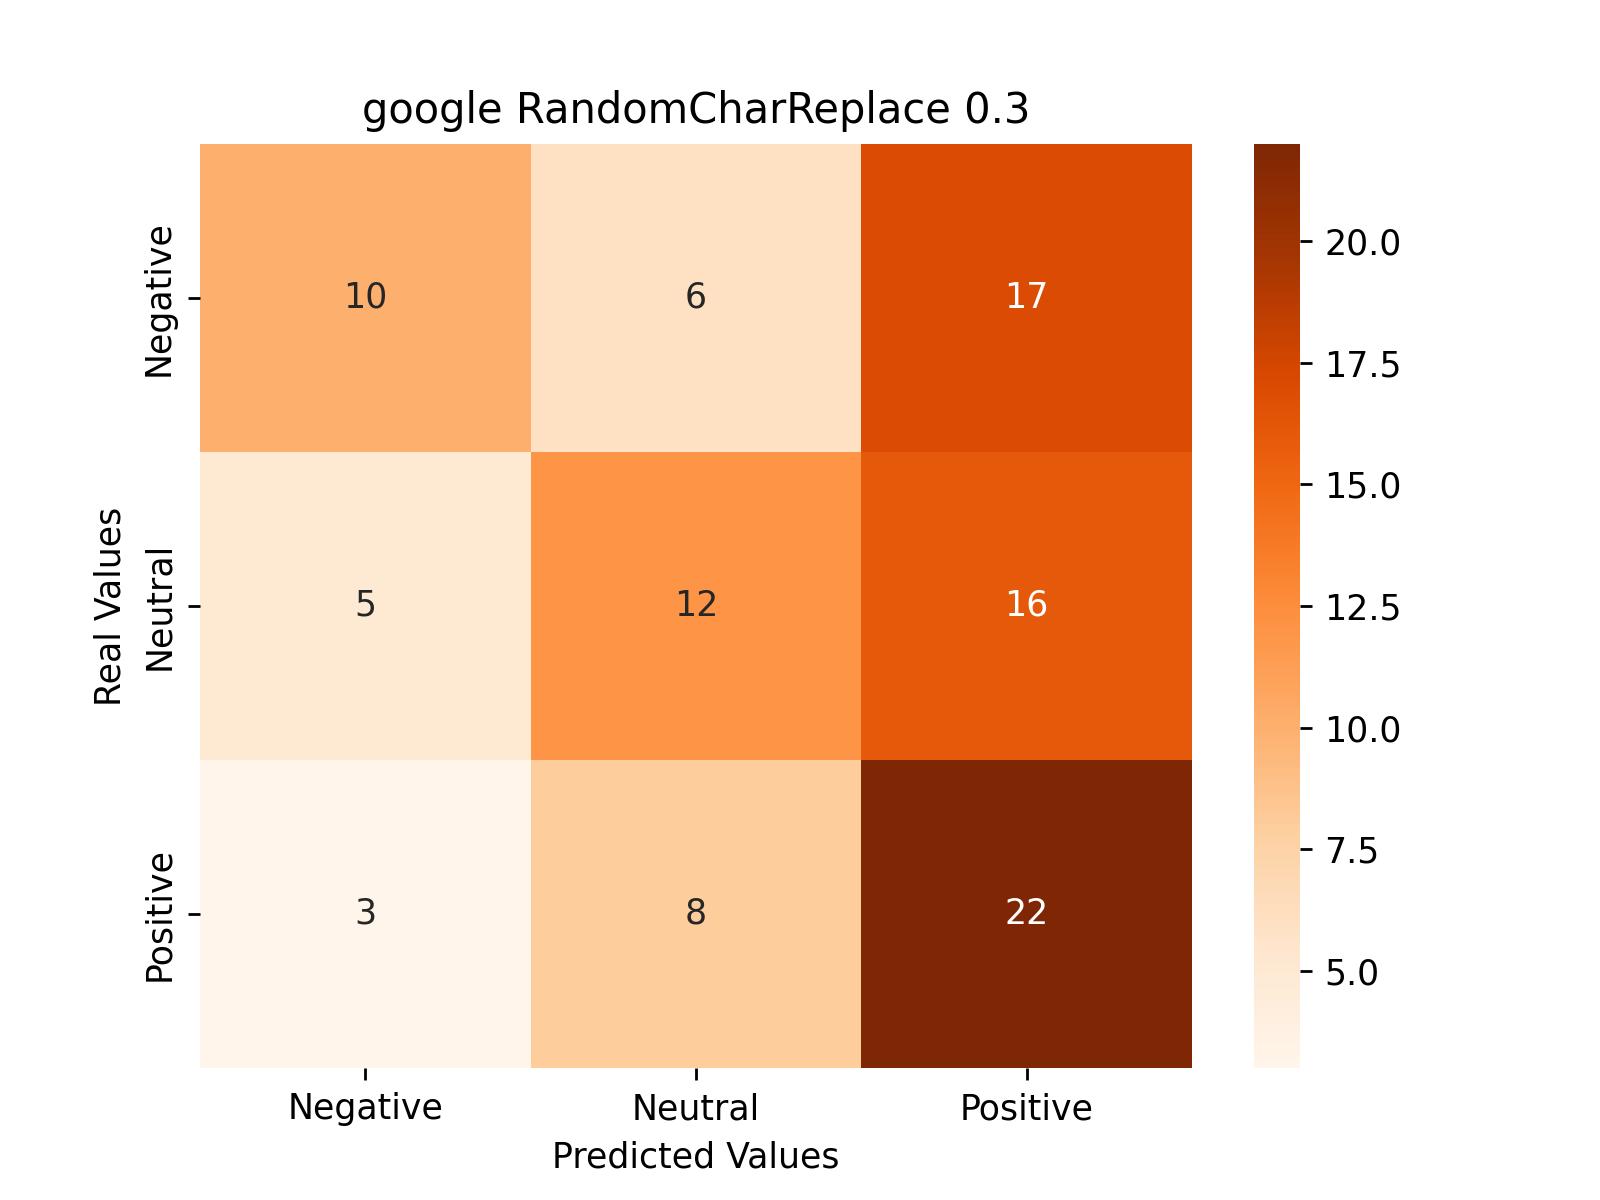 google RandomCharReplace 0.3
Real Values
Negative
10 6 17
Neutral
5 12 16
Positive
3 8 22
Negative Neutral Positive
Predicted Values
20.0
17.5
15.0
12.5
10.0
7.5
5.0